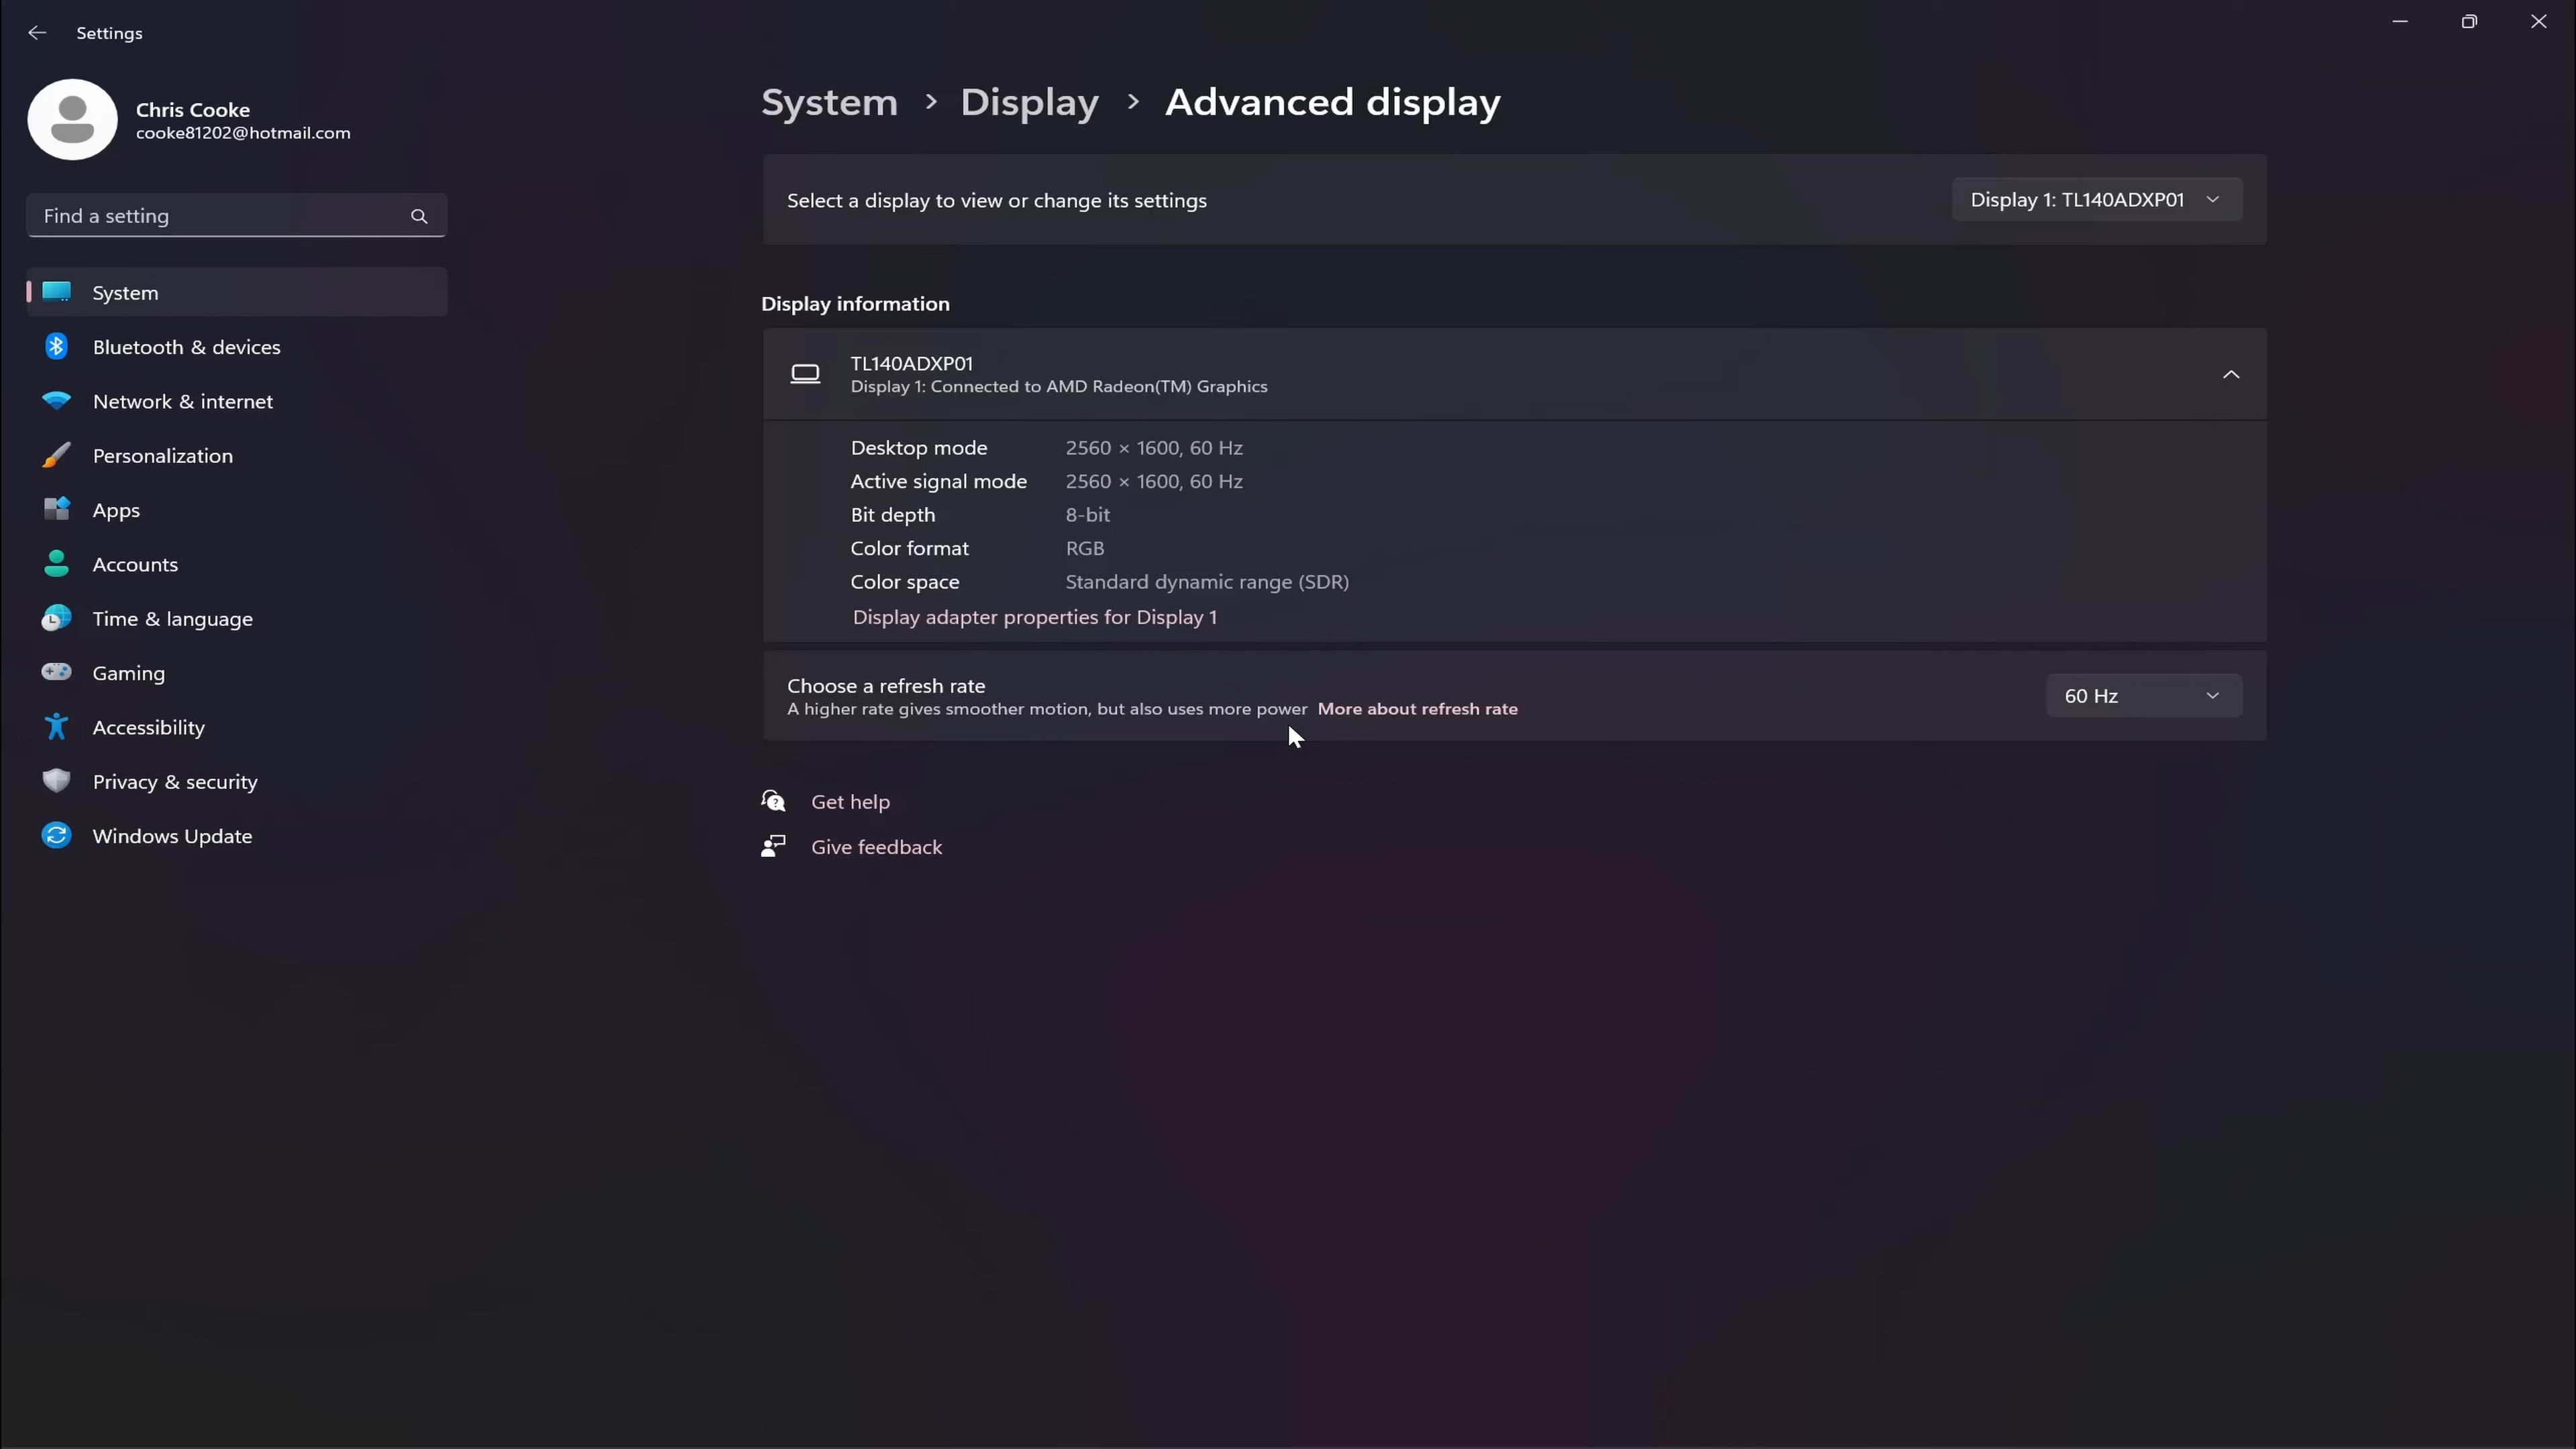 Settings
Chris Cooke
cooke81202@hotmail.com
Find a setting
System
Bluetooth & devices
Network & internet
Personalization
Apps
Accounts
Time & language
Gaming
Accessibility
Privacy & security
Windows Update
System > Display > Advanced display
Select a display to view or change its settings
Display 1: TL140ADXP01
Display information
TL140ADXP01
Display 1: Connected to AMD Radeon(TM) Graphics
Desktop mode 2560 × 1600, 60 Hz
Active signal mode 2560 × 1600, 60 Hz
Bit depth 8-bit
Color format RGB
Color space Standard dynamic range (SDR)
Display adapter properties for Display 1
Choose a refresh rate
A higher rate gives smoother motion, but also uses more power More about refresh rate
60 Hz
Get help
Give feedback